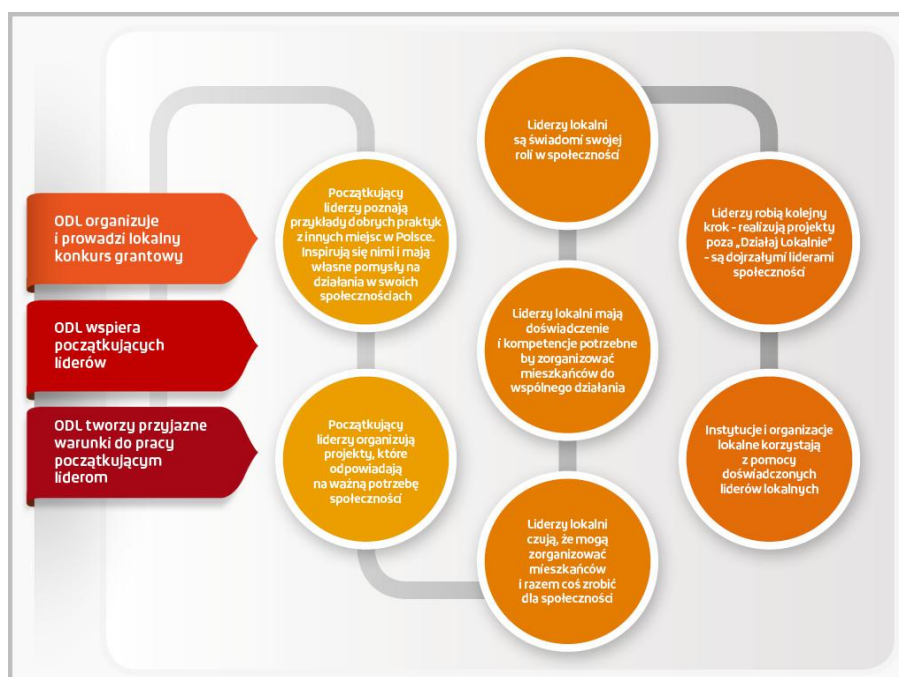 ODL organizuje
i prowadzi lokalny
konkurs grantowy
ODL wspiera
początkujących
liderów
ODL tworzy przyjazne
warunki do pracy
początkującym
liderom
Początkujący
liderzy poznają
przykłady dobrych praktyk
z innych miejsc w Polsce.
Inspirują się nimi i mają
własne pomysły na
działania w swoich
społecznościach
Początkujący
liderzy organizują
projekty, które
odpowiadają
na ważną potrzebę
społeczności
Liderzy lokalni
czują, że mogą
zorganizować
mieszkańców
i razem coś zrobić
dla społeczności
Liderzy lokalni mają
doświadczenie
i kompetencje potrzebne
by zorganizować
mieszkańców do
wspólnego działania
Liderzy lokalni
są świadomi swojej
roli w społeczności
Liderzy robią kolejny
krok - realizują projekty
poza „Działaj Lokalnie”
- są dojrzałymi liderami
społeczności
Instytucje i organizacje
lokalne korzystają
z pomocy
doświadczonych
liderów lokalnych